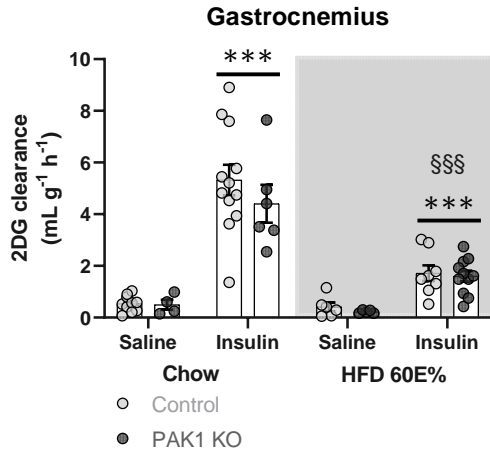 Gastrocnemius
2DG clearance
(mL g-1 h-1)
10
8
6
4
2
0
***
§§§
***
Saline Insulin Saline Insulin
Chow HFD 60E%
Control
PAK1 KO